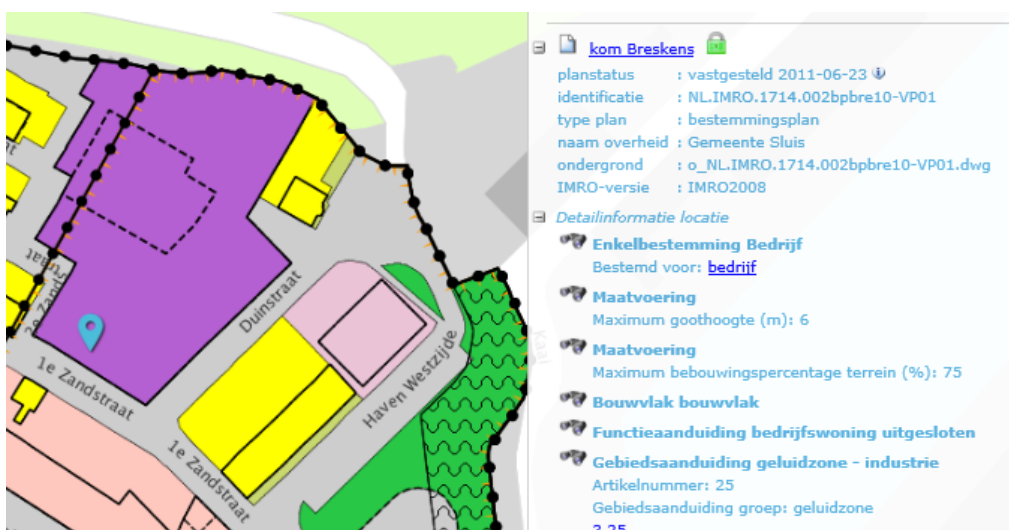 kom Breskens
planstatus : vastgesteld 2011-06-23
identificatie : NL.IMRO.1714.002bpbre10-VP01
type plan : bestemmingsplan
naam overheid : Gemeente Sluis
ondergrond : o_NL.IMRO.1714.002bpbre10-VP01.dwg
IMRO-versie : IMRO2008
Detailinformatie locatie
Enkelbestemming Bedrijf
Bestemd voor: bedrijf
Maatvoering
Maximum goothoogte (m): 6
Maatvoering
Maximum bebouwingspercentage terrein (%): 75
Bouwvlak bouwvlak
Functieaanduiding bedrijfswoning uitgesloten
Gebiedsaanduiding geluidzone - industrie
Artikelnummer: 25
Gebiedsaanduiding groep: geluidzone
3.25
Duinstraat
1e Zandstraat
Haven Westzijde
1e Zandstraat
Kaai